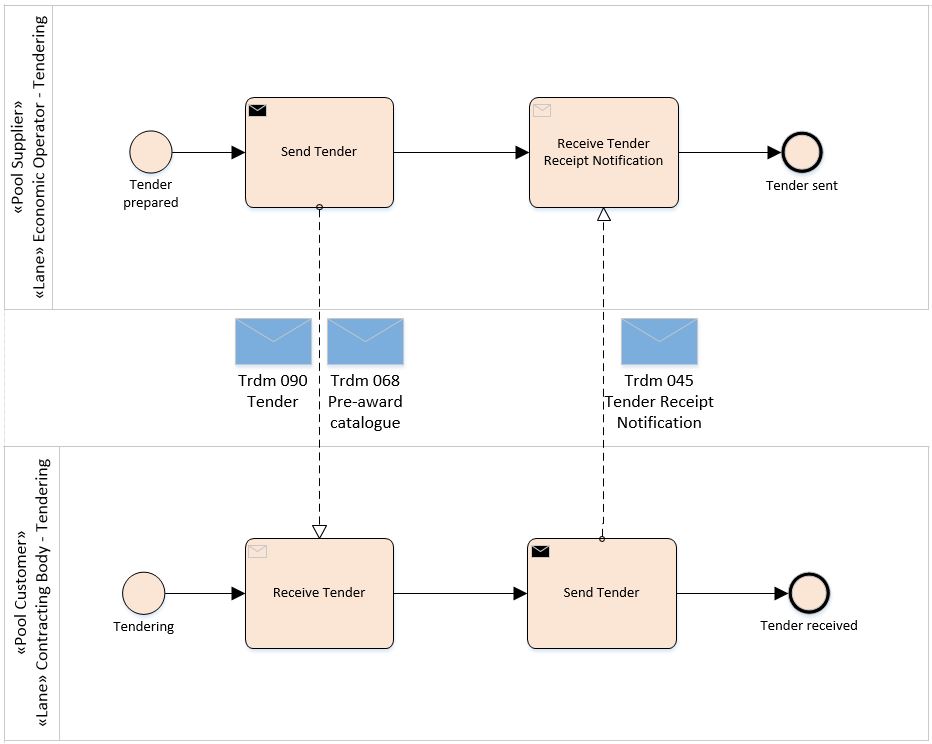 «Pool Supplier»
«Lane» Economic Operator - Tendering
Tender
prepared
Send Tender
Receive Tender
Receipt Notification
Tender sent
Trdm 090
Tender
Trdm 068
Pre-award
catalogue
Trdm 045
Tender Receipt
Notification
«Pool Customer»
«Lane» Contracting Body - Tendering
Tendering
Receive Tender
Send Tender
Tender received